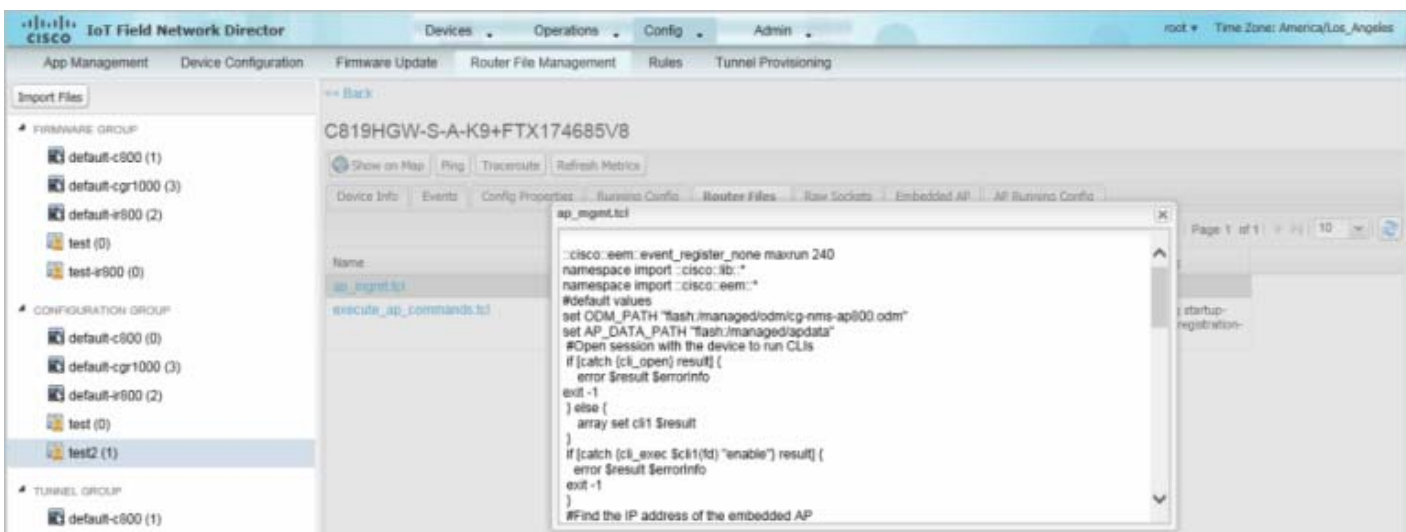 CISCO IoT Field Network Director
Devices Operations Config Admin root Time Zone: America/Los_Angeles
App Management Device Configuration Firmware Update Router File Management Rules Tunnel Provisioning
Import Files
<< Back
FIRMWARE GROUP
default-c800 (1)
default-cgr1000 (3)
default-ir800 (2)
test (0)
test-ir800 (0)
CONFIGURATION GROUP
default-c800 (0)
default-cgr1000 (3)
default-ir800 (2)
test (0)
test2 (1)
TUNNEL GROUP
default-c800 (1)
C819HGW-S-A-K9+FTX174685V8
Show on Map Ping Traceroute Refresh Metrics
Device Info Events Config Properties Running Config Router Files Raw Sockets Embedded AP AP Running Config
Page 1 of 1 10
Name
ap_mgmt.tcl
execute_ap_commands.tcl
startup-
registration-
ap_mgmt.tcl
::cisco::eem::event_register_none maxrun 240
namespace import ::cisco::lib::*
namespace import ::cisco::eem::*
#default values
set ODM_PATH "flash:/managed/odm/cg-nms-ap800.odm"
set AP_DATA_PATH "flash:/managed/apdata"
#Open session with the device to run CLIs
if [catch {cli_open} result] {
error $result $errorInfo
exit -1
} else {
array set cli1 $result
}
if [catch {cli_exec $cli1(fd) "enable"} result] {
error $result $errorInfo
exit -1
}
#Find the IP address of the embedded AP